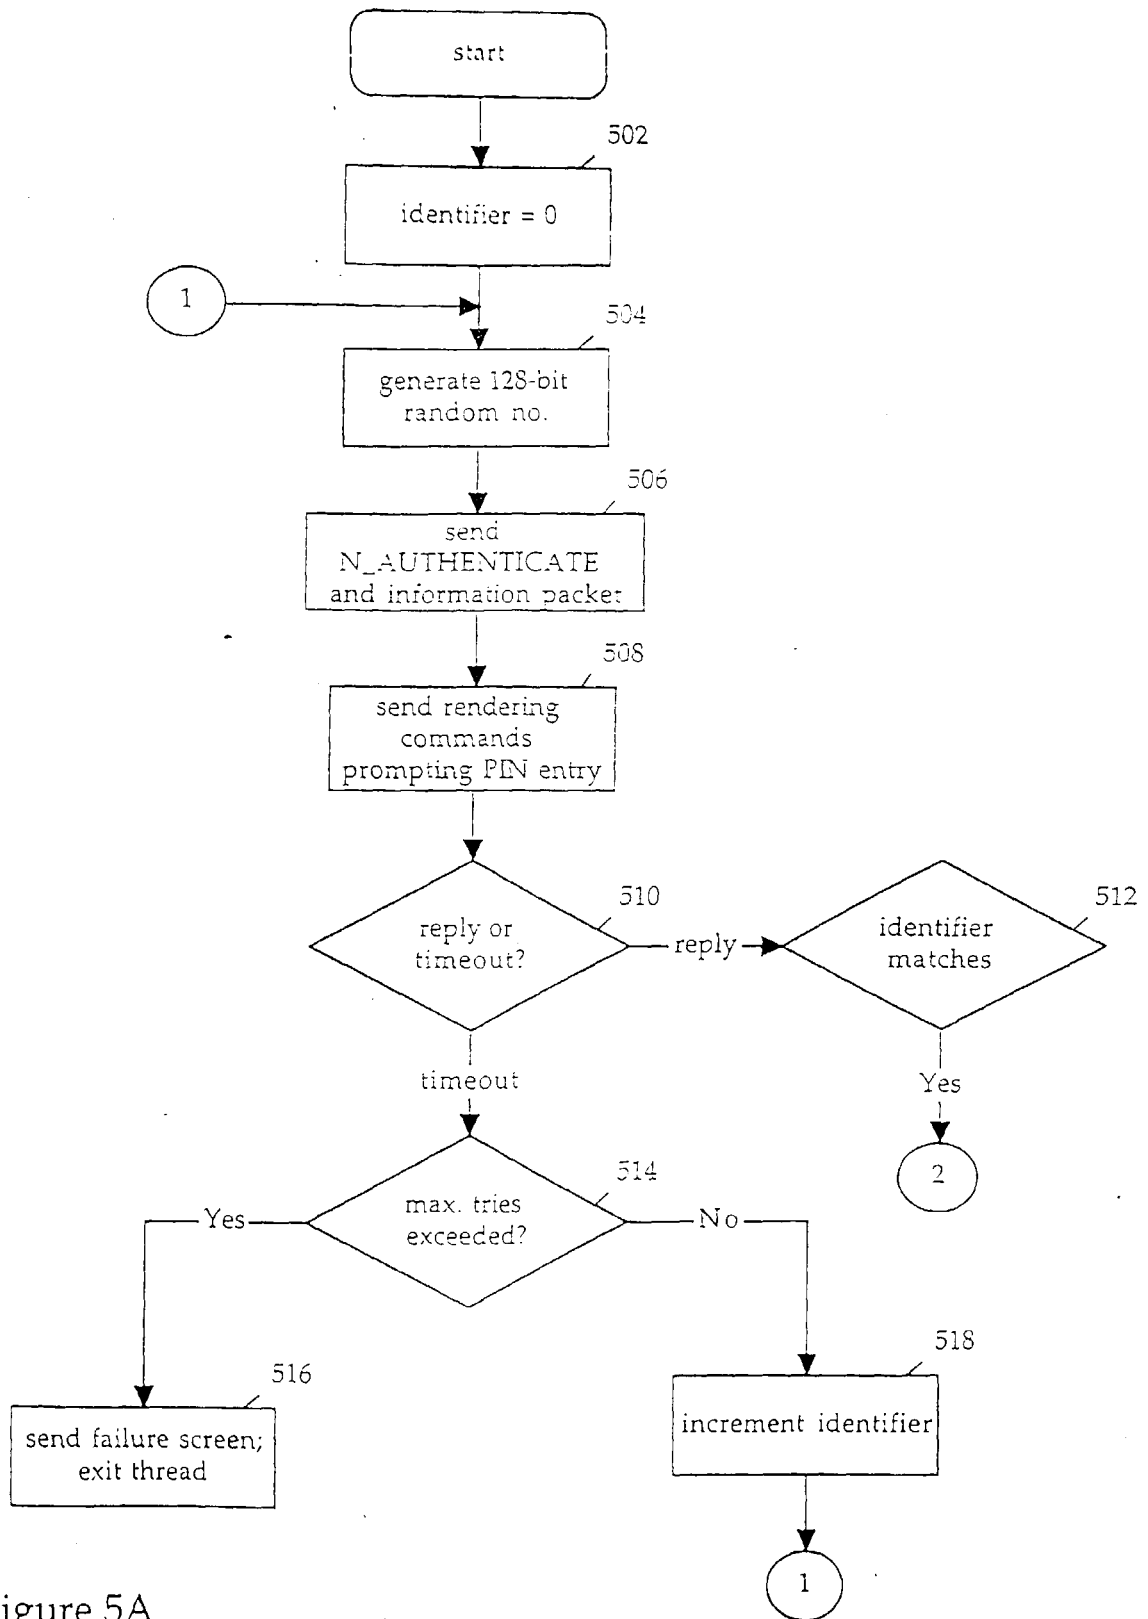 start
502
identifier = 0
1
504
generate 128-bit
random no.
506
send
N_AUTHENTICATE
and information packet
508
send rendering
commands
prompting PIN entry
510
reply or
timeout?
reply
512
identifier
matches
timeout
Yes
2
514
max. tries
exceeded?
Yes
No
516
send failure screen;
exit thread
518
increment identifier
1
igure 5A